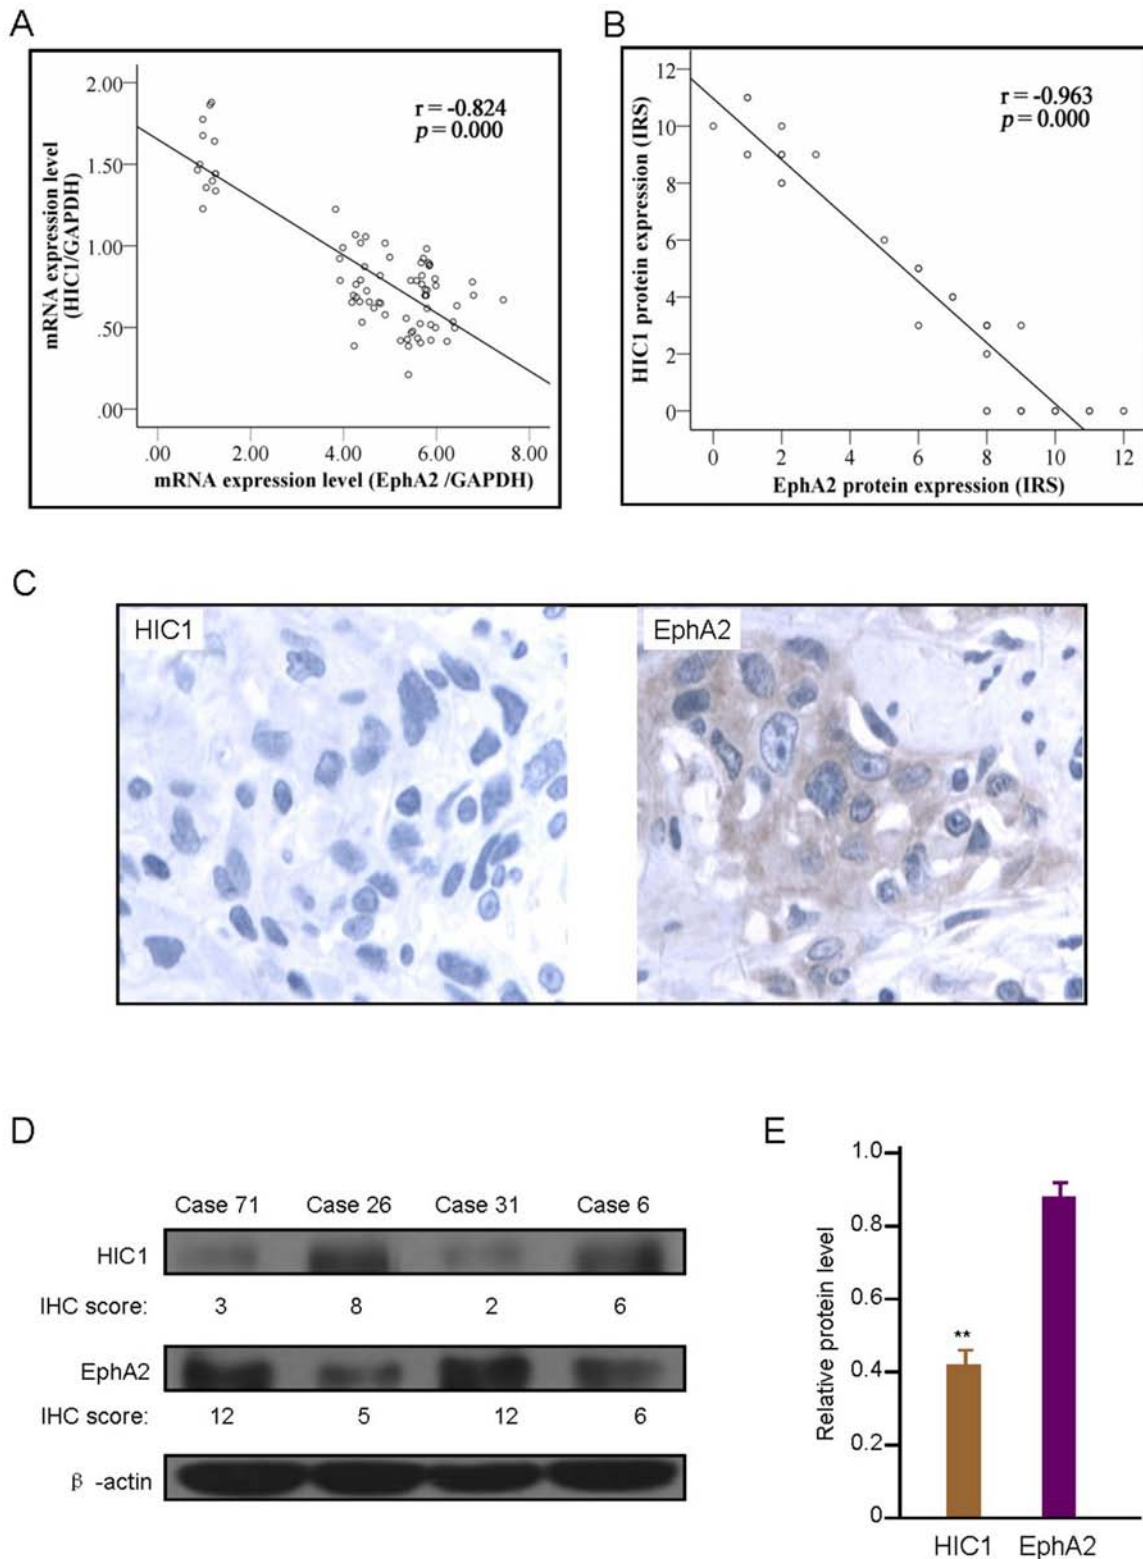 A
2.00
1.50
1.00
.50
.00
.00 2.00 4.00 6.00 8.00
mRNA expression level
(HIC1/GAPDH)
mRNA expression level (EphA2 /GAPDH)
r = -0.824
p = 0.000
B
12
10
8
6
4
2
0
0 2 4 6 8 10 12
HIC1 protein expression (IRS)
EphA2 protein expression (IRS)
r = -0.963
p = 0.000
C
HIC1
EphA2
D
Case 71 Case 26 Case 31 Case 6
HIC1
IHC score: 3 8 2 6
EphA2
IHC score: 12 5 12 6
β -actin
E
Relative protein level
1.0
0.8
0.6
0.4
0.2
0
**
HIC1 EphA2